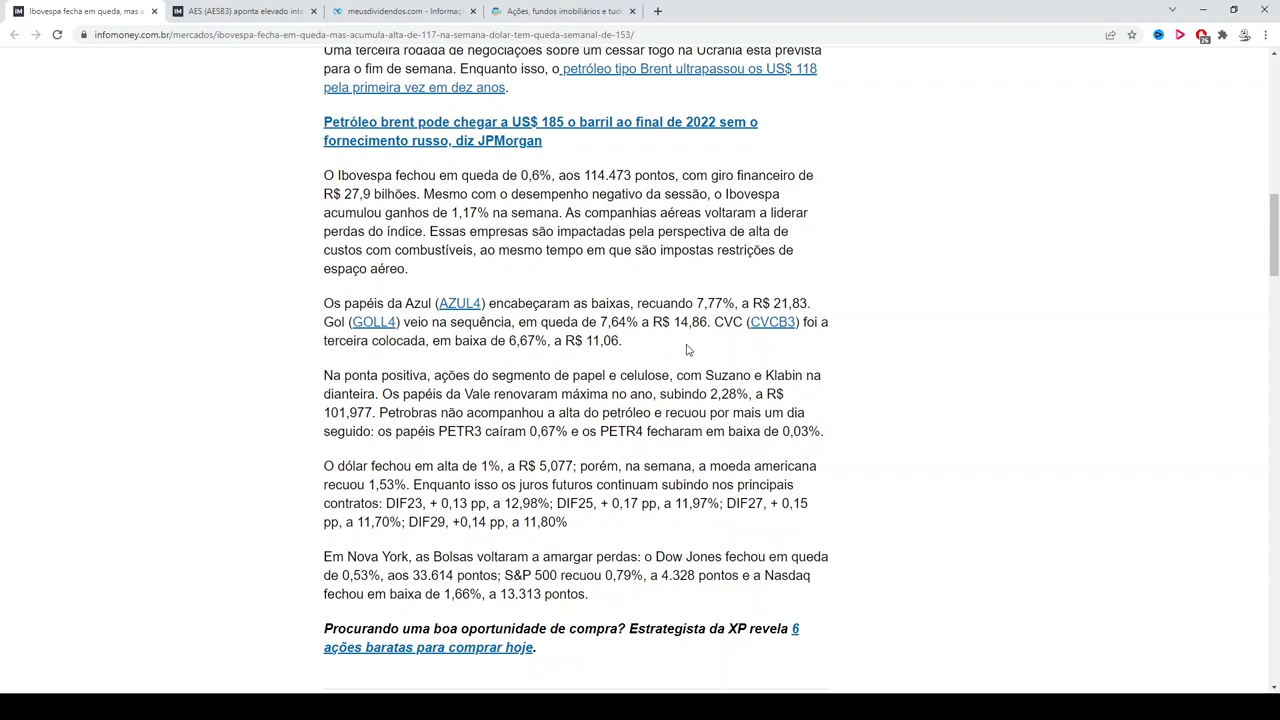 Ibovespa fecha em queda, mas a
AES (AESB3) aponta elevado inte
meusdividendos.com - Informaç
Ações, fundos imobiliários e tud
infomoney.com.br/mercados/ibovespa-fecha-em-queda-mas-acumula-alta-de-117-na-semana-dolar-tem-queda-semanal-de-153/
26
Uma terceira rodada de negociações sobre um cessar fogo na Ucrânia está prevista
para o fim de semana. Enquanto isso, o petróleo tipo Brent ultrapassou os US$ 118
pela primeira vez em dez anos.
Petróleo brent pode chegar a US$ 185 o barril ao final de 2022 sem o
fornecimento russo, diz JPMorgan
O Ibovespa fechou em queda de 0,6%, aos 114.473 pontos, com giro financeiro de
R$ 27,9 bilhões. Mesmo com o desempenho negativo da sessão, o Ibovespa
acumulou ganhos de 1,17% na semana. As companhias aéreas voltaram a liderar
perdas do índice. Essas empresas são impactadas pela perspectiva de alta de
custos com combustíveis, ao mesmo tempo em que são impostas restrições de
espaço aéreo.
Os papéis da Azul (AZUL4) encabeçaram as baixas, recuando 7,77%, a R$ 21,83.
Gol (GOLL4) veio na sequência, em queda de 7,64% a R$ 14,86. CVC (CVCB3) foi a
terceira colocada, em baixa de 6,67%, a R$ 11,06.
Na ponta positiva, ações do segmento de papel e celulose, com Suzano e Klabin na
dianteira. Os papéis da Vale renovaram máxima no ano, subindo 2,28%, a R$
101,977. Petrobras não acompanhou a alta do petróleo e recuou por mais um dia
seguido: os papéis PETR3 caíram 0,67% e os PETR4 fecharam em baixa de 0,03%.
O dólar fechou em alta de 1%, a R$ 5,077; porém, na semana, a moeda americana
recuou 1,53%. Enquanto isso os juros futuros continuam subindo nos principais
contratos: DIF23, + 0,13 pp, a 12,98%; DIF25, + 0,17 pp, a 11,97%; DIF27, + 0,15
pp, a 11,70%; DIF29, +0,14 pp, a 11,80%
Em Nova York, as Bolsas voltaram a amargar perdas: o Dow Jones fechou em queda
de 0,53%, aos 33.614 pontos; S&P 500 recuou 0,79%, a 4.328 pontos e a Nasdaq
fechou em baixa de 1,66%, a 13.313 pontos.
Procurando uma boa oportunidade de compra? Estrategista da XP revela 6
ações baratas para comprar hoje.